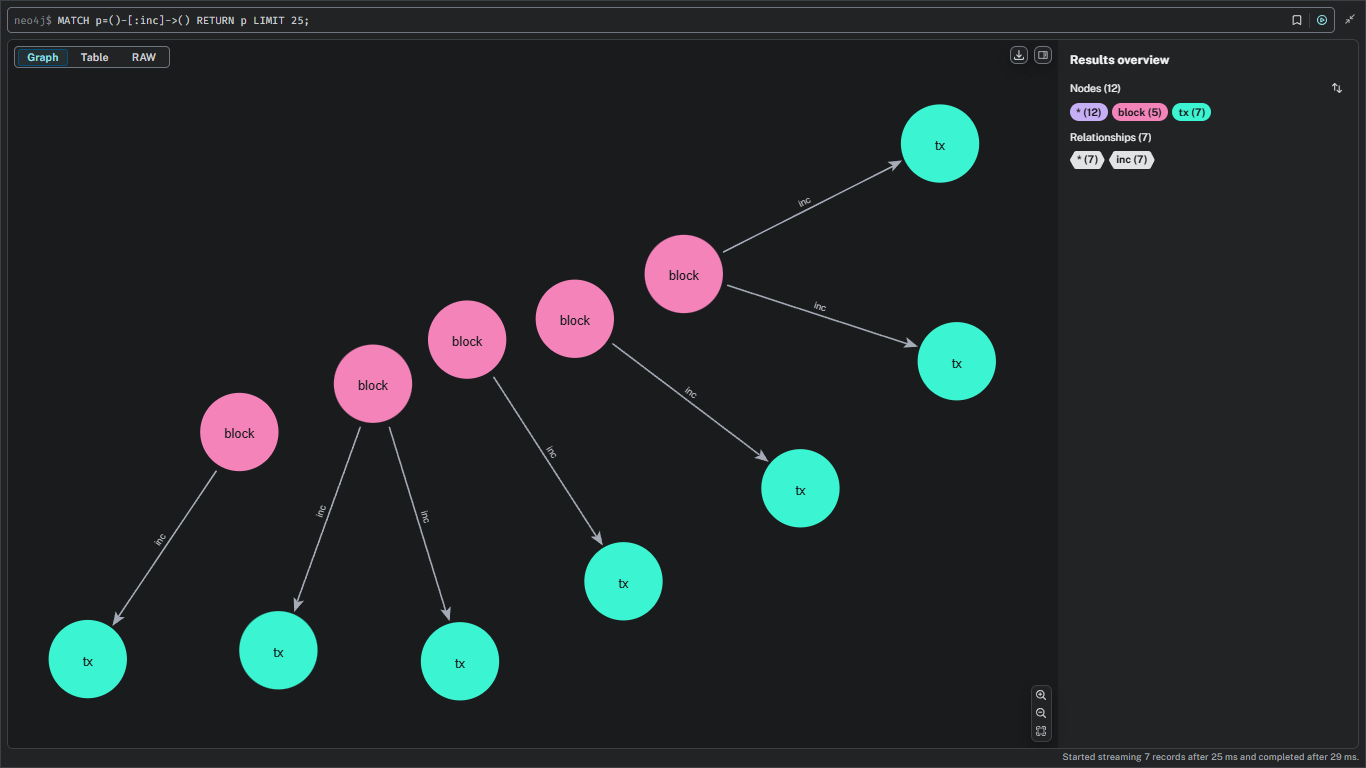 neo4j$ MATCH p=()-[:inc]->() RETURN p LIMIT 25;
Graph Table RAW
Results overview
Nodes (12)
* (12) block (5) tx (7)
Relationships (7)
* (7) inc (7)
tx
inc
block
inc
block
block
tx
block
inc
block
inc
tx
inc
inc
inc
tx
tx
tx
tx
Started streaming 7 records after 25 ms and completed after 29 ms.